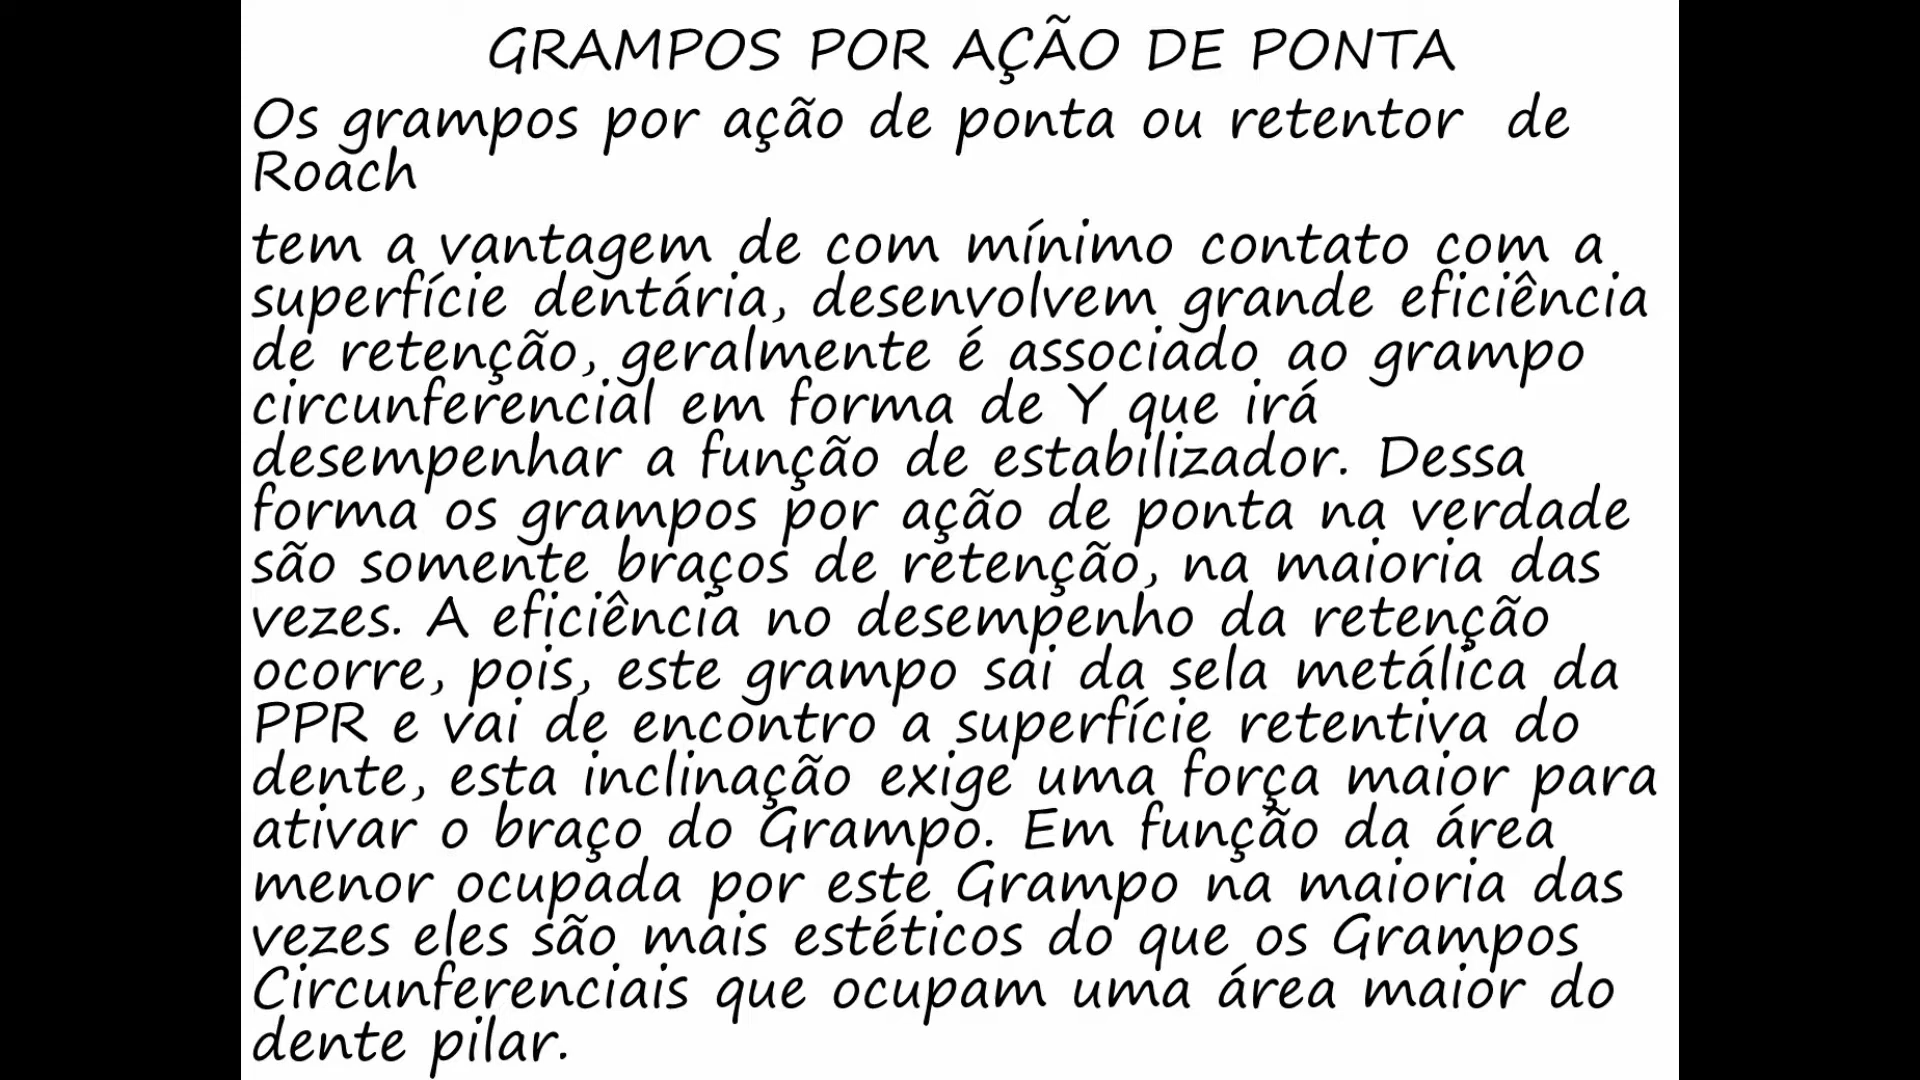 GRAMPOS POR AÇÃO DE PONTA
Os grampos por ação de ponta ou retentor de
Roach
tem a vantagem de com mínimo contato com a
superfície dentária, desenvolvem grande eficiência
de retenção, geralmente é associado ao grampo
circunferencial em forma de Y que irá
desempenhar a função de estabilizador. Dessa
forma os grampos por ação de ponta na verdade
são somente braços de retenção, na maioria das
vezes. A eficiência no desempenho da retenção
ocorre, pois, este grampo sai da sela metálica da
PPR e vai de encontro a superfície retentiva do
dente, esta inclinação exige uma força maior para
ativar o braço do Grampo. Em função da área
menor ocupada por este Grampo na maioria das
vezes eles são mais estéticos do que os Grampos
Circunferenciais que ocupam uma área maior do
dente pilar.